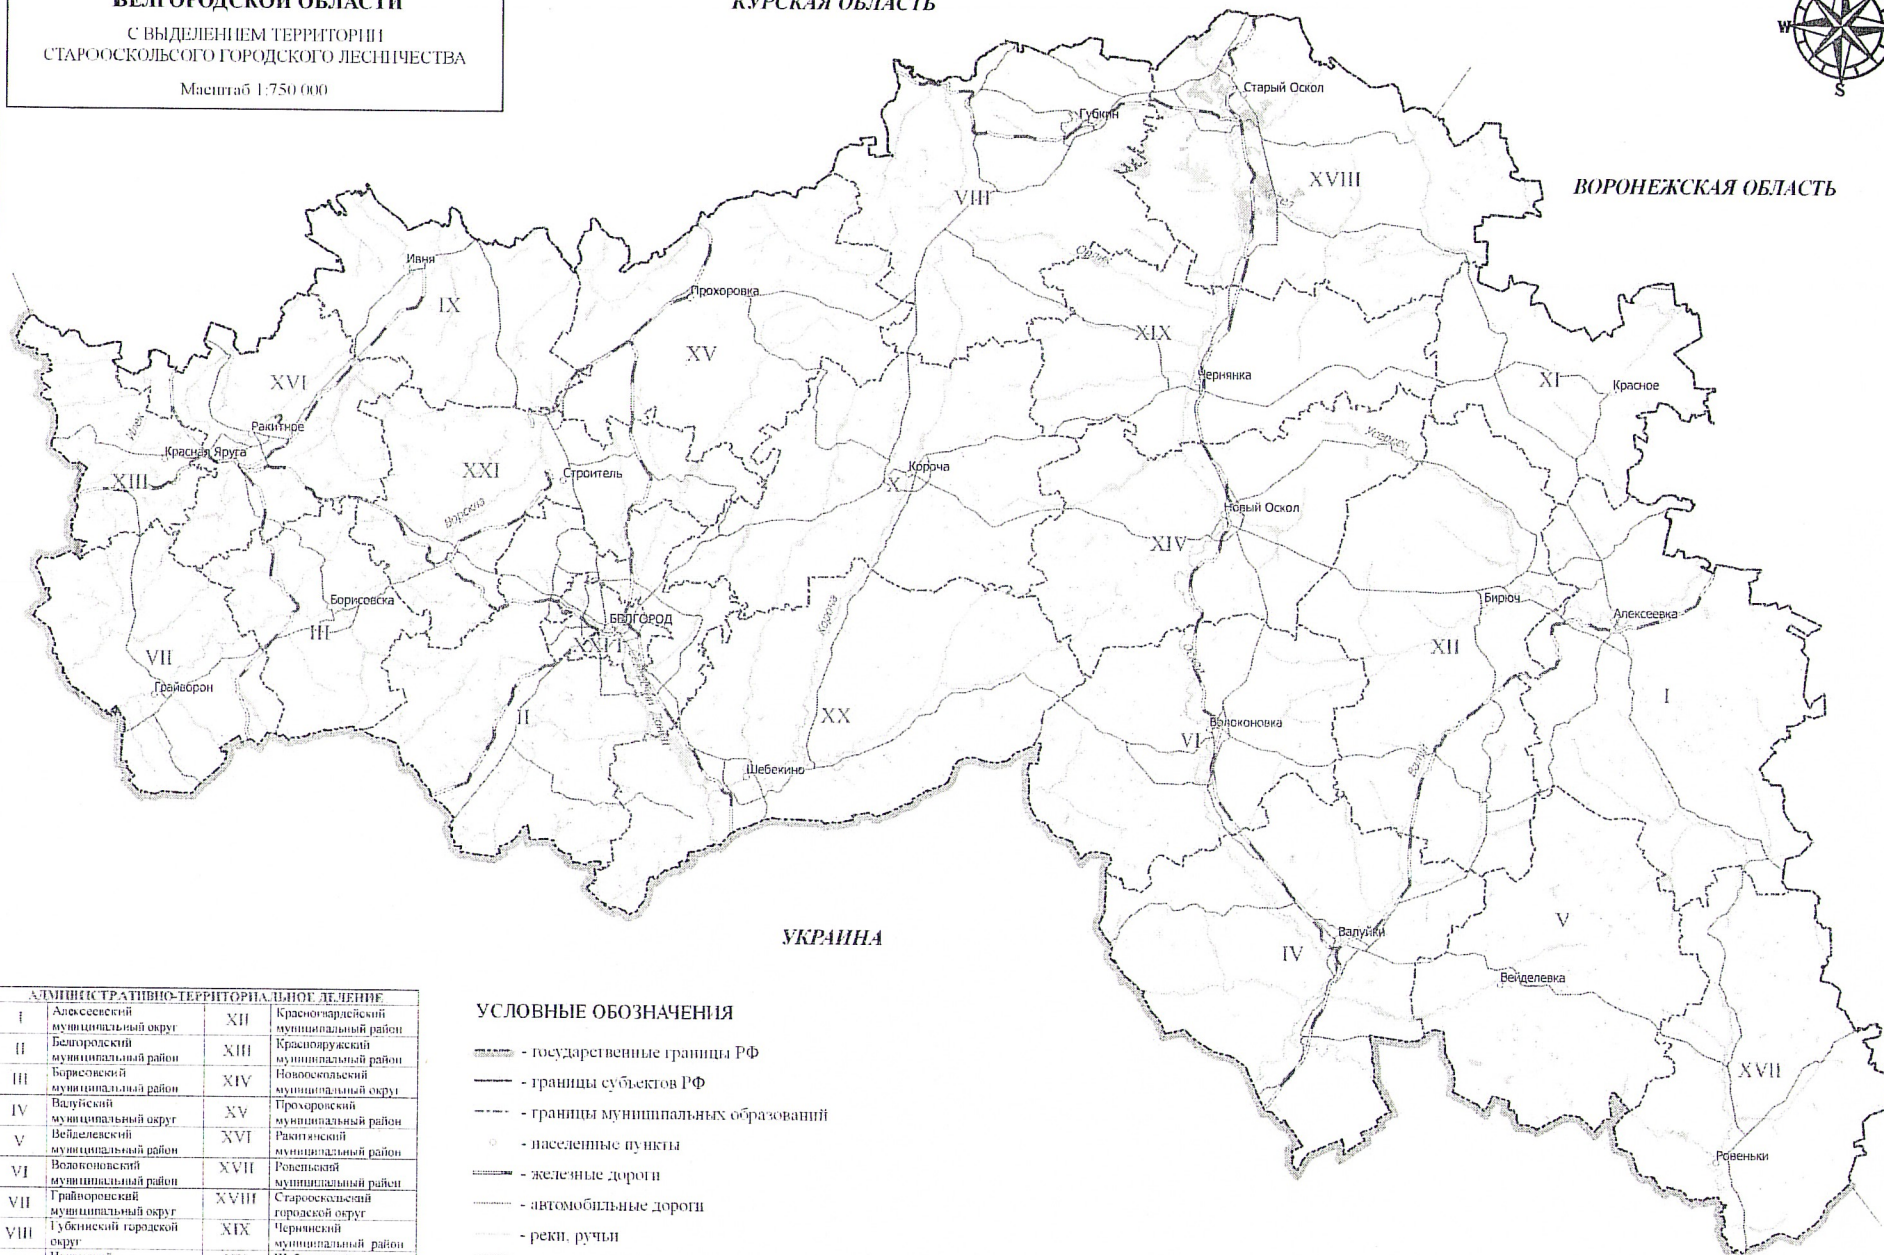 БЕЛГОРОДСКОЙ ОБЛАСТИ
С ВЫДЕЛЕНИЕМ ТЕРРИТОРИИ
СТАРООСКОЛЬСОГО ГОРОДСКОГО ЛЕСНИЧЕСТВА
Масштаб 1:750 000
КУРСКАЯ ОБЛАСТЬ
W
S
Старый Оскол
Губкин
XVIII
ВОРОНЕЖСКАЯ ОБЛАСТЬ
VIII
Ивня
IX
Прохоровка
XIX
XV
Чернянка
XVI
XI
Красное
Ракитное
Красная Яруга
XIII
XXI
Строитель
Короча
X
Ворскла
Новый Оскол
XIV
Борисовка
III
БЕЛГОРОД
XXII
Короча
Бирюч
Алексеевка
VII
XII
Грайворон
I
II
XX
Волоконовка
VI
Шебекино
УКРАИНА
V
IV
Валуйки
Вейделевка
XVII
Ровеньки
АДМИНИСТРАТИВНО-ТЕРРИТОРИАЛЬНОЕ ДЕЛЕНИЕ
I Алексеевский муниципальный округ XII Красногвардейский муниципальный район
II Белгородский муниципальный район XIII Краснояружский муниципальный район
III Борисовский муниципальный район XIV Новооскольский муниципальный округ
IV Валуйский муниципальный округ XV Прохоровский муниципальный район
V Вейделевский муниципальный район XVI Ракитянский муниципальный район
VI Волоконовский муниципальный район XVII Ровеньский муниципальный район
VII Грайворонский муниципальный округ XVIII Старооскольский городской округ
VIII Губкинский городской округ XIX Чернянский муниципальный район
УСЛОВНЫЕ ОБОЗНАЧЕНИЯ
- государственные границы РФ
- границы субъектов РФ
- границы муниципальных образований
- населенные пункты
- железные дороги
- автомобильные дороги
- реки, ручьи